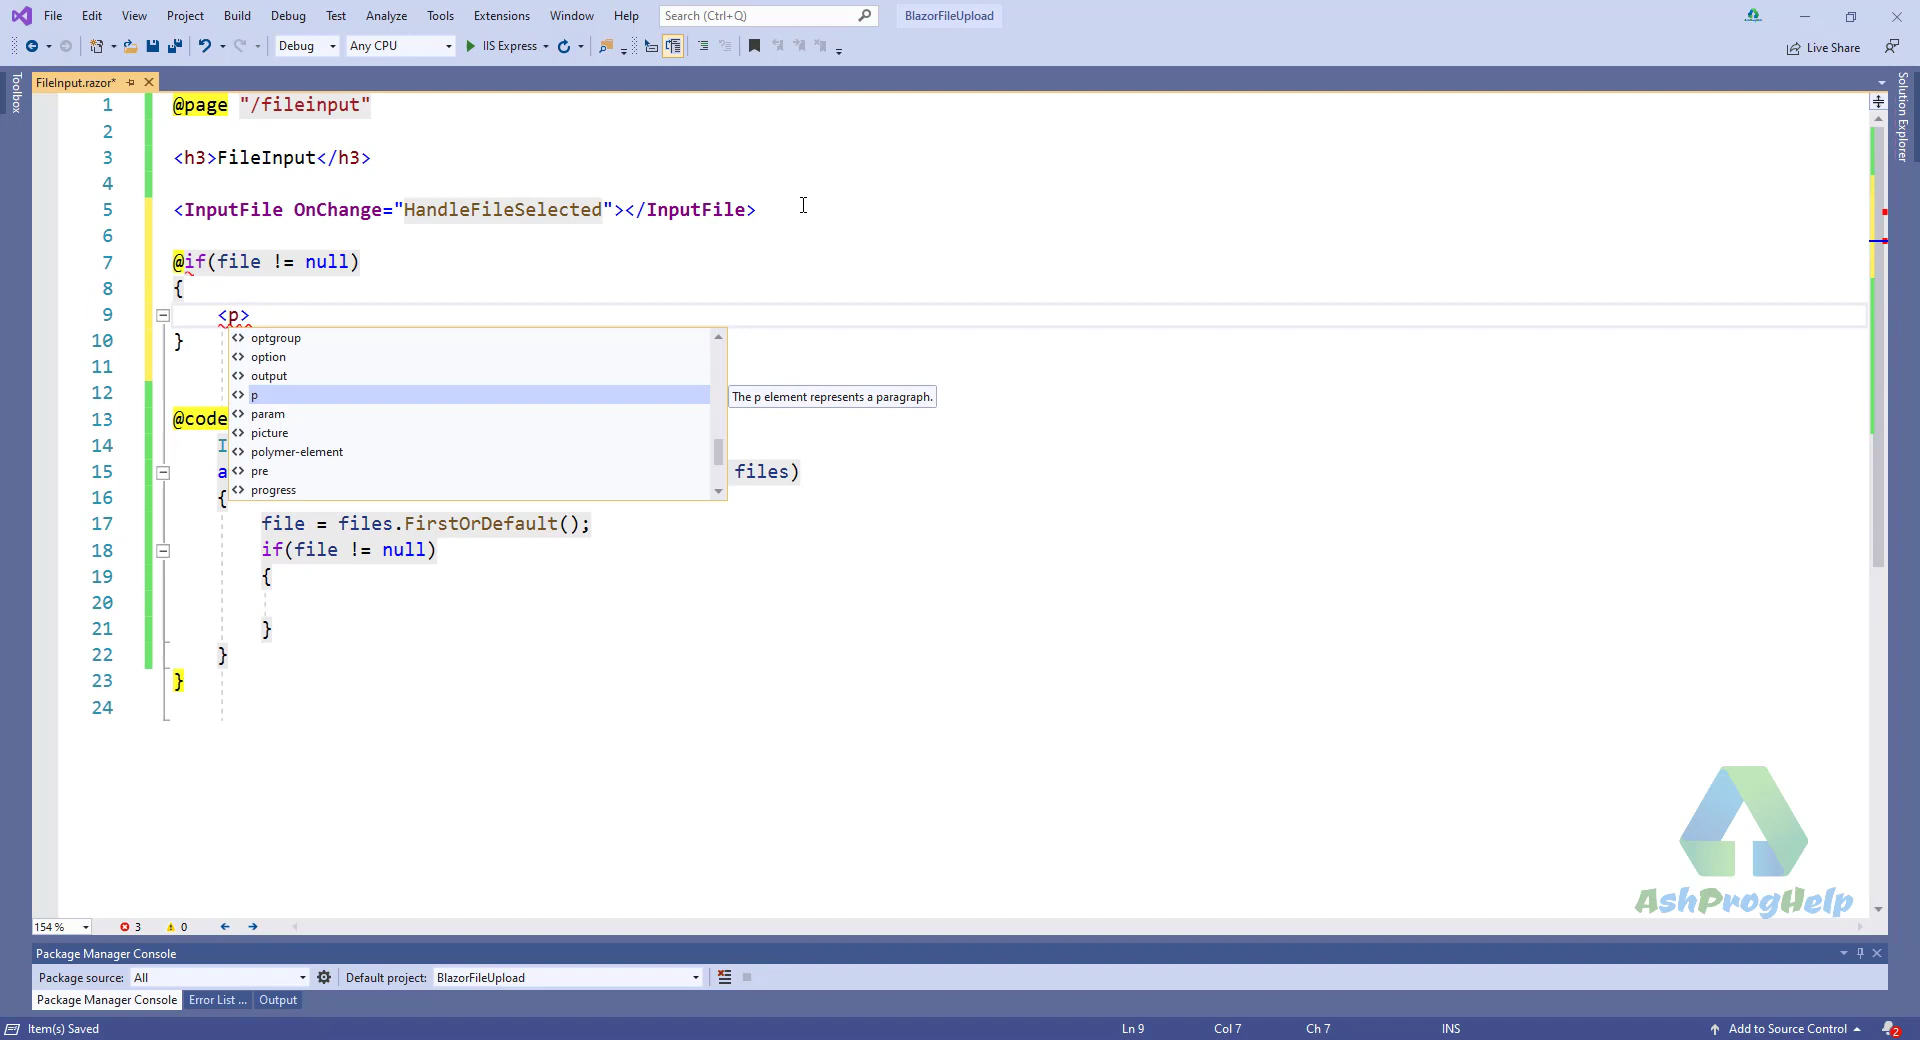 File Edit View Project Build Debug Test Analyze Tools Extensions Window Help Search (Ctrl+Q) BlazorFileUpload
Debug Any CPU IIS Express Live Share
Toolbox
FileInput.razor*
Solution Explorer
1 @page "/fileinput"
2
3 <h3>FileInput</h3>
4
5 <InputFile OnChange="HandleFileSelected"></InputFile>
6
7 @if(file != null)
8 {
9 <p>
optgroup
10 }
option
11
output
12
p The p element represents a paragraph.
13 @code
param
picture
14 I
polymer-element
15 a files)
pre
16 {
progress
17 file = files.FirstOrDefault();
18 if(file != null)
19 {
20
21 }
22 }
23 }
24
AshProgHelp
154 % 3 0
Package Manager Console
Package source: All Default project: BlazorFileUpload
Package Manager Console Error List ... Output
Item(s) Saved Ln 9 Col 7 Ch 7 INS Add to Source Control 2